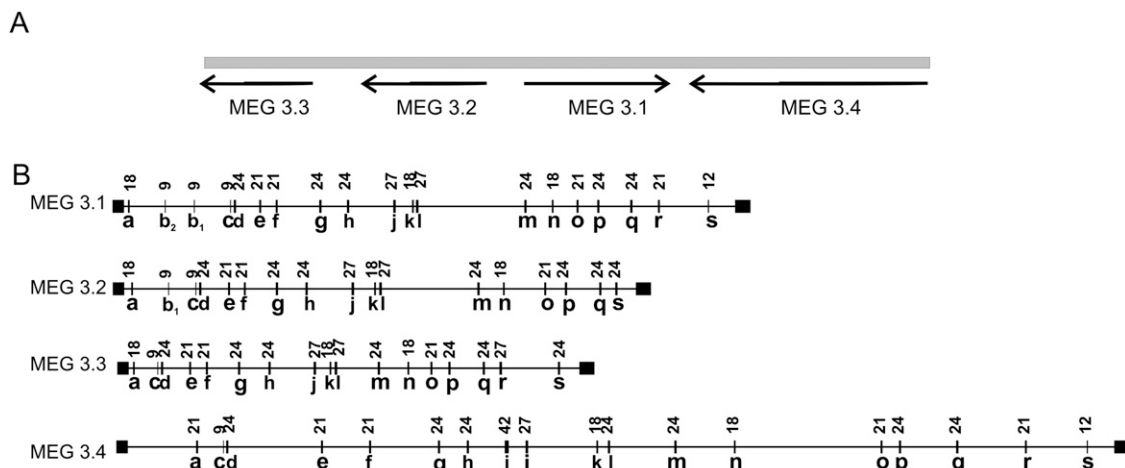 A
MEG 3.3 MEG 3.2 MEG 3.1 MEG 3.4
B
18 9 9 9 24 21 21 24 24 27 18 27 24 18 21 24 24 21 12
MEG 3.1
a b₂ b₁ c d e f g h j k l m n o p q r s
18 9 9 24 21 21 24 24 27 18 27 24 18 21 24 24 24
MEG 3.2
a b₁ c d e f g h j k l m n o p q s
18 9 24 21 21 24 24 27 18 27 24 18 21 24 24 27 24
MEG 3.3
a c d e f g h j k l m n o p q r s
21 9 24 21 21 24 24 42 27 18 24 24 18 21 24 24 21 12
MEG 3.4
a c d e f g h i j k l m n o p q r s